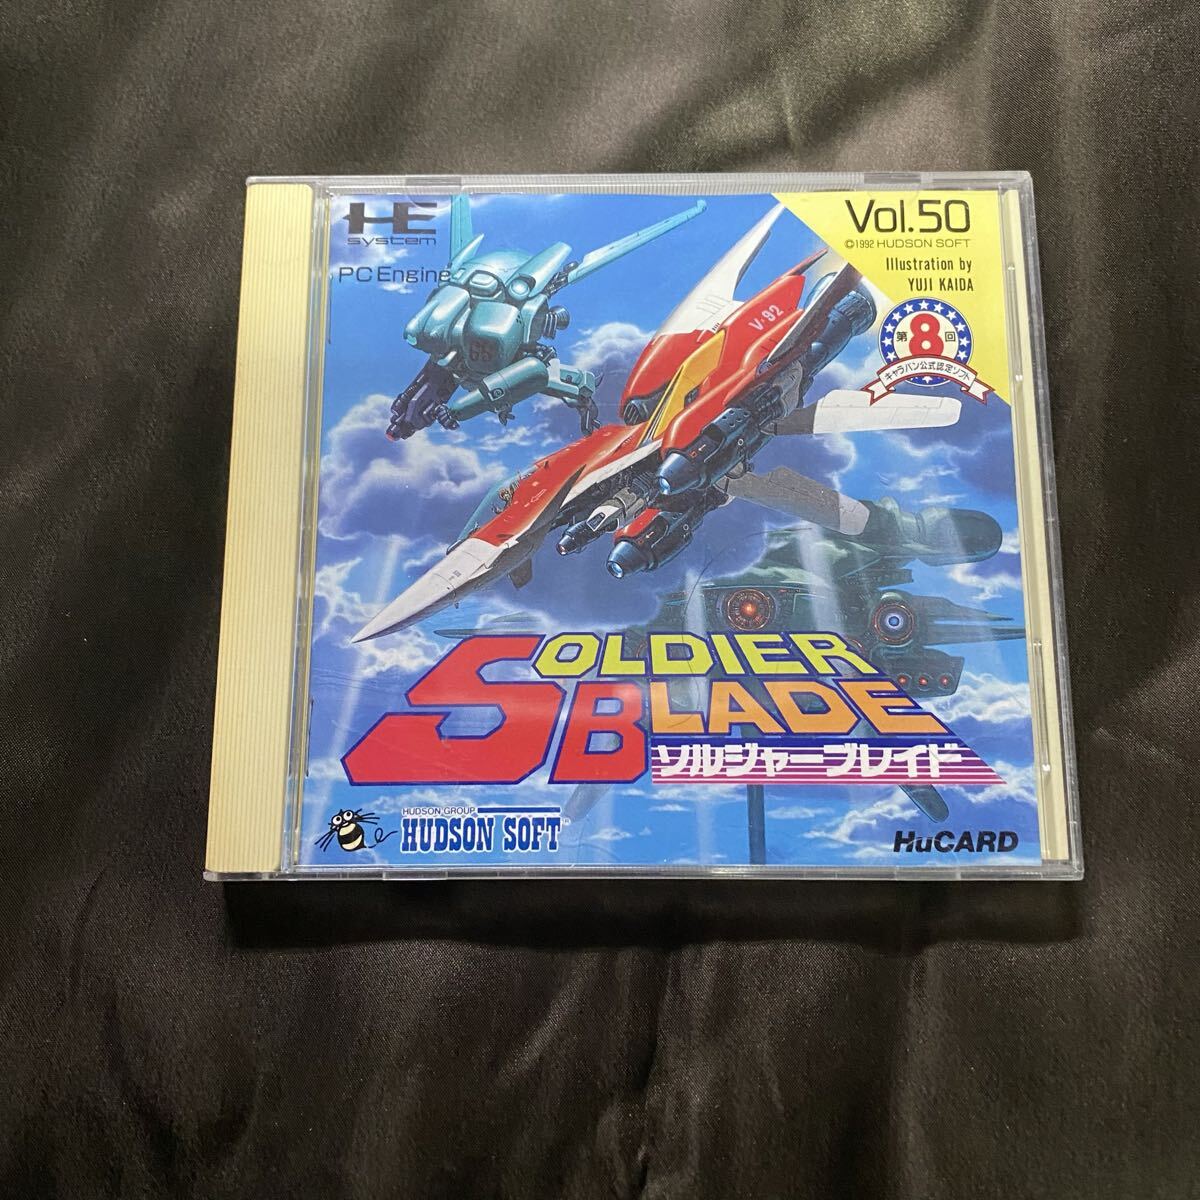 HE
system
PC Engine
Vol.50
©1992 HUDSON SOFT
Illustration by
YUJI KAIDA
第8回
キャラバン公式認定ソフト
V-92
SOLDIER
BLADE
ソルジャーブレイド
HUDSON GROUP
HUDSON SOFT
HuCARD